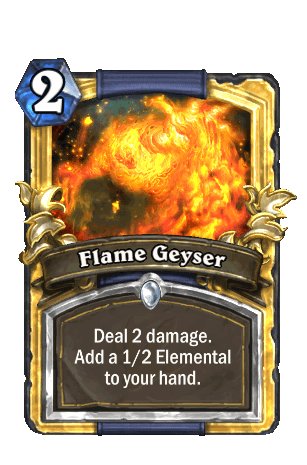 2
Flame Geyser
Deal 2 damage.
Add a 1/2 Elemental
to your hand.